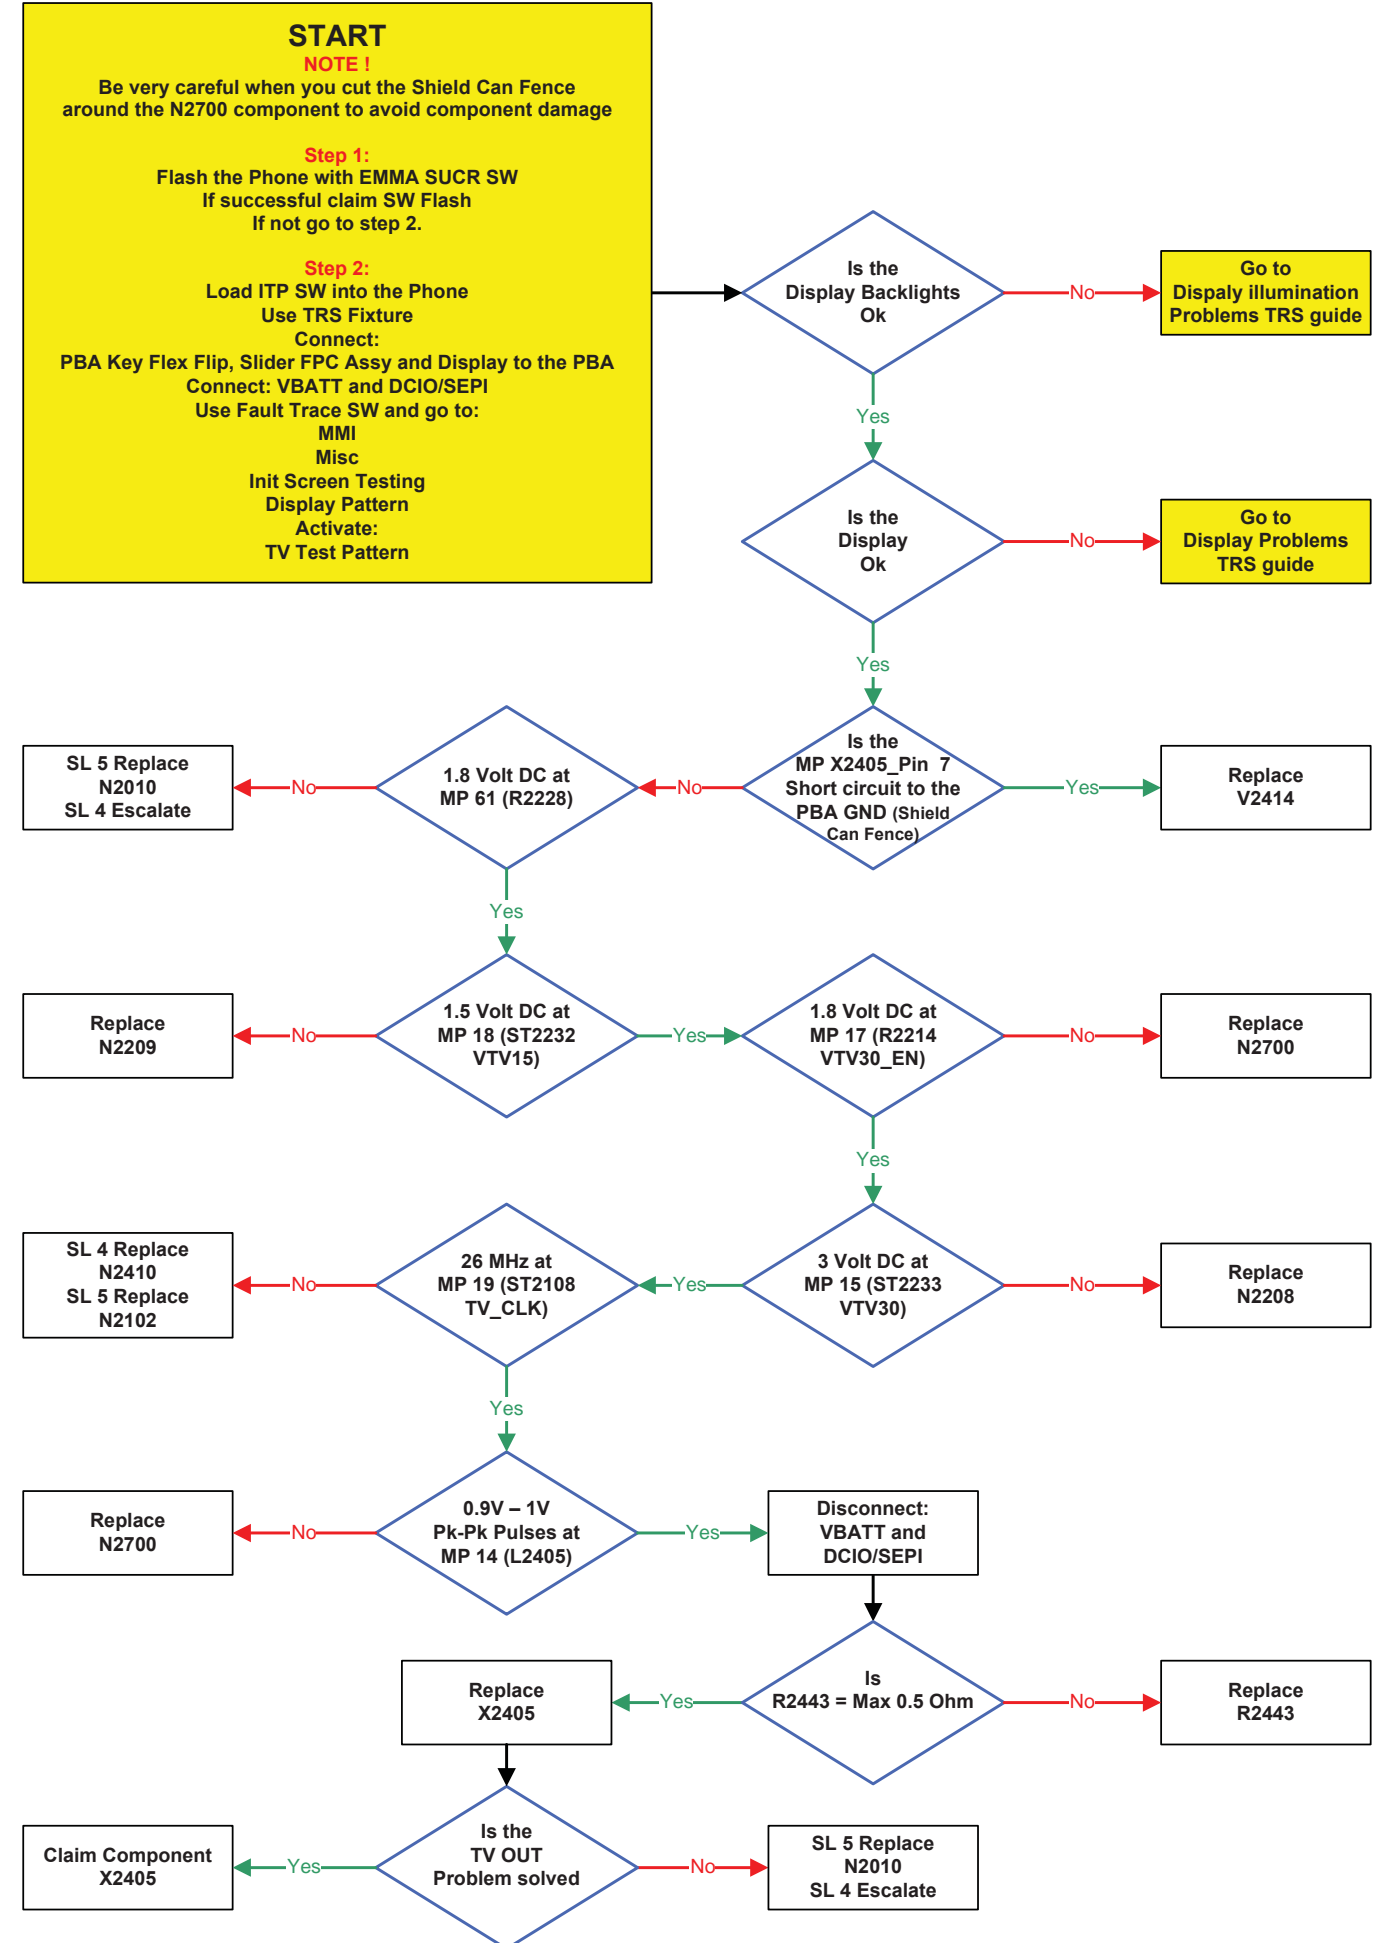 START
NOTE !
Be very careful when you cut the Shield Can Fence
around the N2700 component to avoid component damage
Step 1:
Flash the Phone with EMMA SUCR SW
If successful claim SW Flash
If not go to step 2.
Step 2:
Load ITP SW into the Phone
Use TRS Fixture
Connect:
PBA Key Flex Flip, Slider FPC Assy and Display to the PBA
Connect: VBATT and DCIO/SEPI
Use Fault Trace SW and go to:
MMI
Misc
Init Screen Testing
Display Pattern
Activate:
TV Test Pattern
Is the
Display Backlights
Ok
No
Go to
Dispaly illumination
Problems TRS guide
Yes
Is the
Display
Ok
No
Go to
Display Problems
TRS guide
Yes
SL 5 Replace
N2010
SL 4 Escalate
No
1.8 Volt DC at
MP 61 (R2228)
No
Is the
MP X2405_Pin 7
Short circuit to the
PBA GND (Shield
Can Fence)
Yes
Replace
V2414
Yes
Replace
N2209
No
1.5 Volt DC at
MP 18 (ST2232
VTV15)
Yes
1.8 Volt DC at
MP 17 (R2214
VTV30_EN)
No
Replace
N2700
Yes
SL 4 Replace
N2410
SL 5 Replace
N2102
No
26 MHz at
MP 19 (ST2108
TV_CLK)
Yes
3 Volt DC at
MP 15 (ST2233
VTV30)
No
Replace
N2208
Yes
Replace
N2700
No
0.9V – 1V
Pk-Pk Pulses at
MP 14 (L2405)
Yes
Disconnect:
VBATT and
DCIO/SEPI
Replace
X2405
Yes
Is
R2443 = Max 0.5 Ohm
No
Replace
R2443
Claim Component
X2405
Yes
Is the
TV OUT
Problem solved
No
SL 5 Replace
N2010
SL 4 Escalate